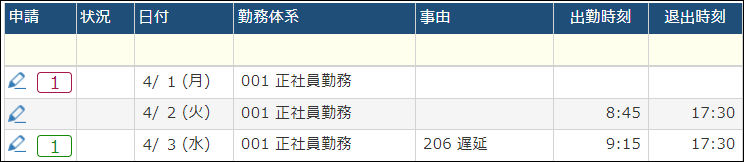 申請 状況 日付 勤務体系 事由 出勤時刻 退出時刻
1 4/ 1 (月) 001 正社員勤務
4/ 2 (火) 001 正社員勤務 8:45 17:30
1 4/ 3 (水) 001 正社員勤務 206 遅延 9:15 17:30